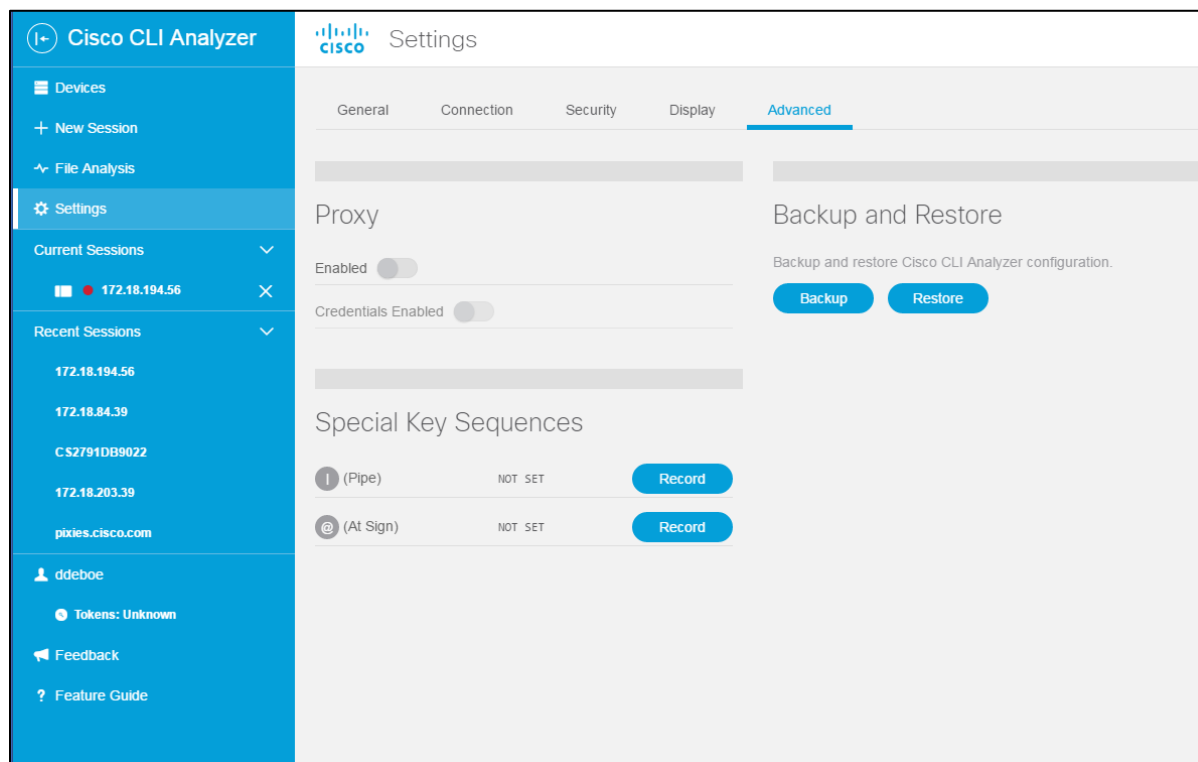 Cisco CLI Analyzer
Devices
+ New Session
File Analysis
Settings
Current Sessions
172.18.194.56
Recent Sessions
172.18.194.56
172.18.84.39
CS2791DB9022
172.18.203.39
pixies.cisco.com
ddeboe
Tokens: Unknown
Feedback
? Feature Guide
CISCO Settings
General Connection Security Display Advanced
Proxy
Enabled
Credentials Enabled
Special Key Sequences
| (Pipe) NOT SET Record
@ (At Sign) NOT SET Record
Backup and Restore
Backup and restore Cisco CLI Analyzer configuration.
Backup Restore